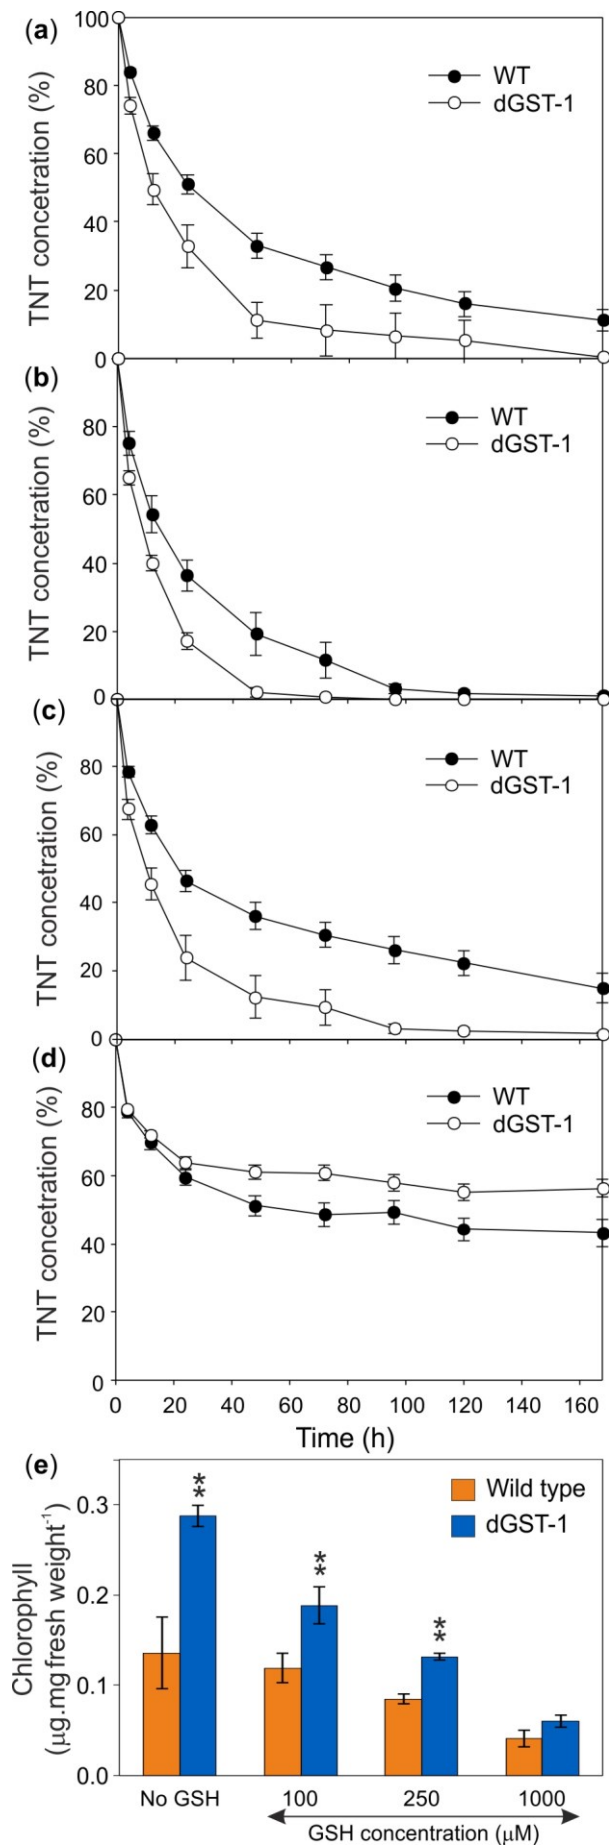 (a)
100
80
60
40
20
0
TNT concetration (%)
WT
dGST-1
(b)
80
60
40
20
0
TNT concetration (%)
WT
dGST-1
(c)
80
60
40
20
0
TNT concetration (%)
WT
dGST-1
(d)
80
60
40
20
0
TNT concetration (%)
WT
dGST-1
0 20 40 60 80 100 120 140 160
Time (h)
(e)
0.3
0.2
0.1
0.0
Chlorophyll
(µg.mg fresh weight⁻¹)
Wild type
dGST-1
**
**
**
No GSH 100 250 1000
GSH concentration (µM)